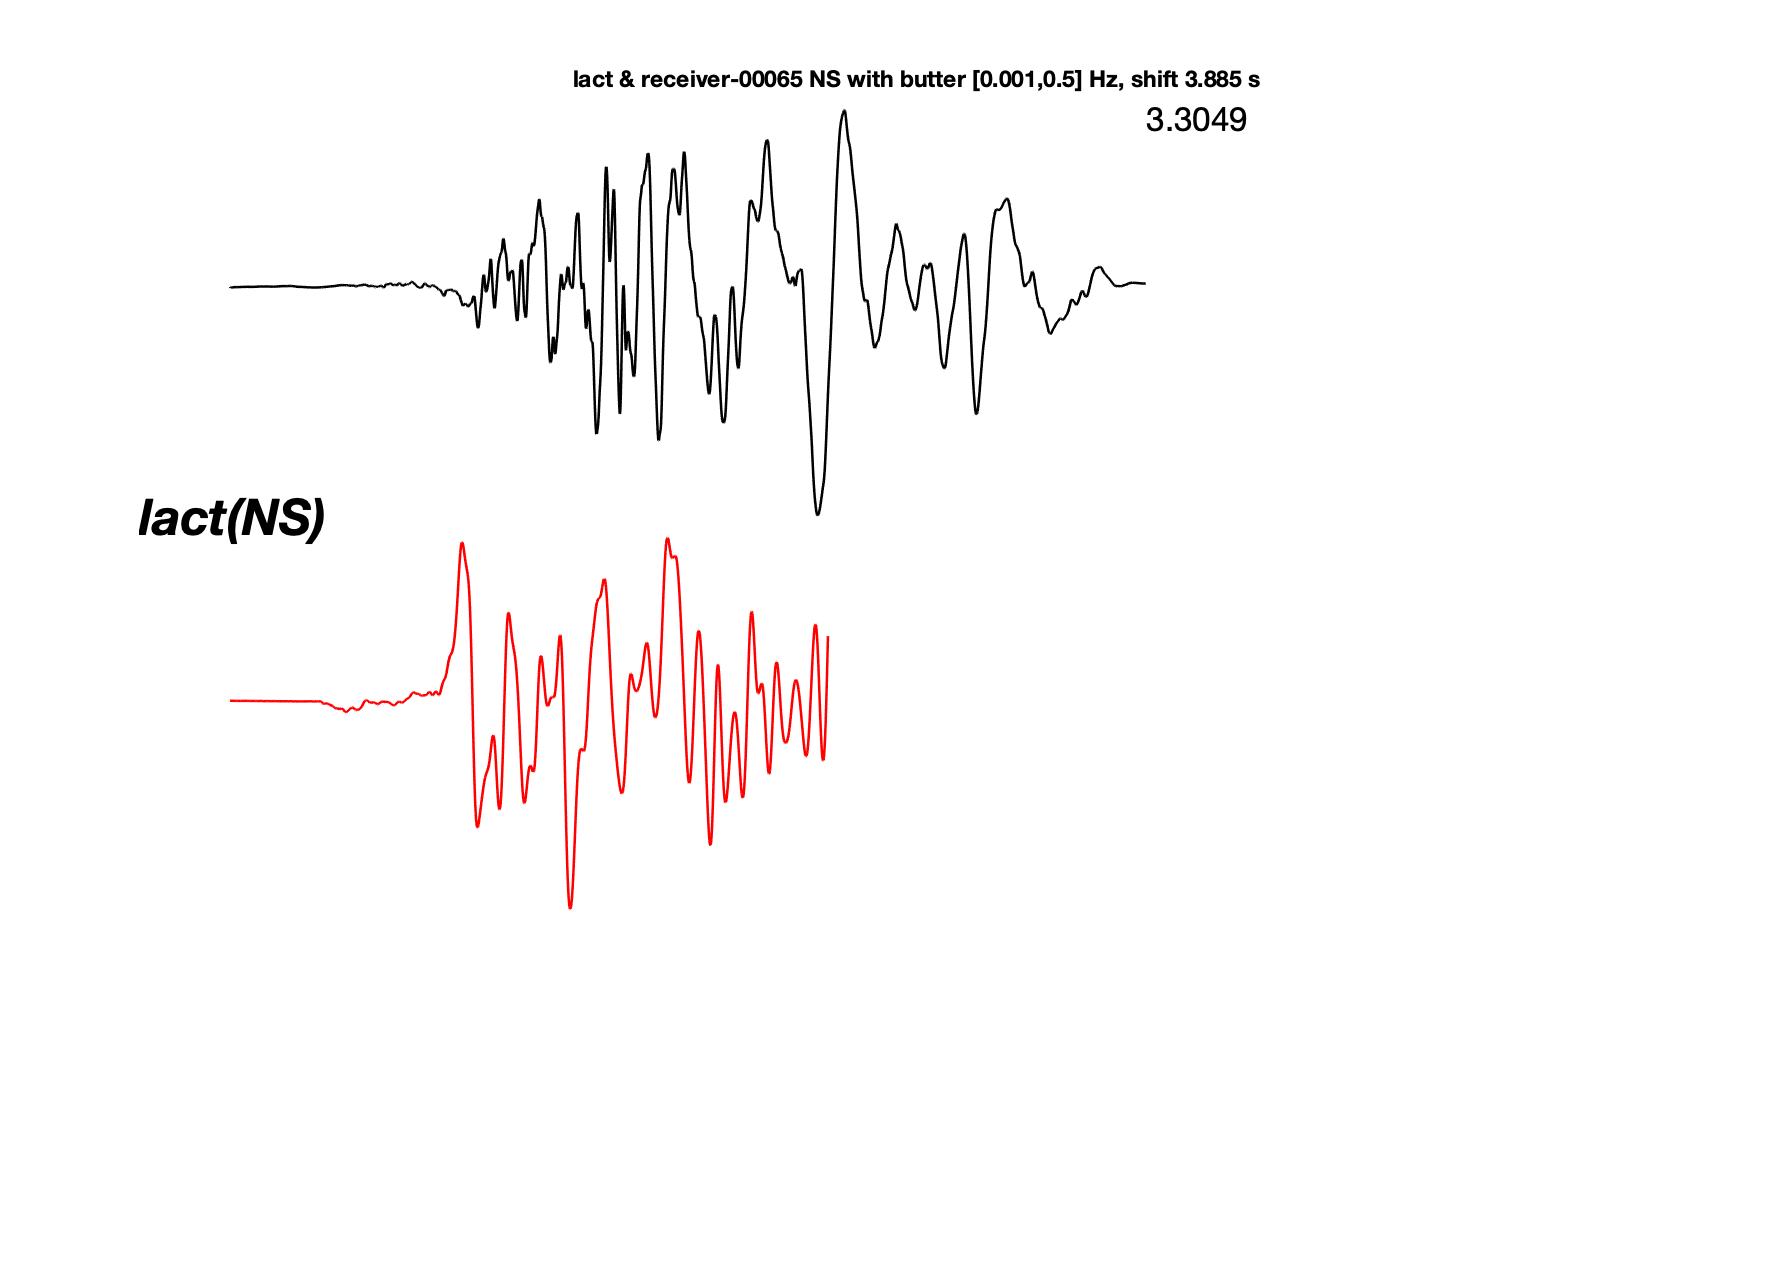 lact & receiver-00065 NS with butter [0.001,0.5] Hz, shift 3.885 s
3.3049
lact(NS)